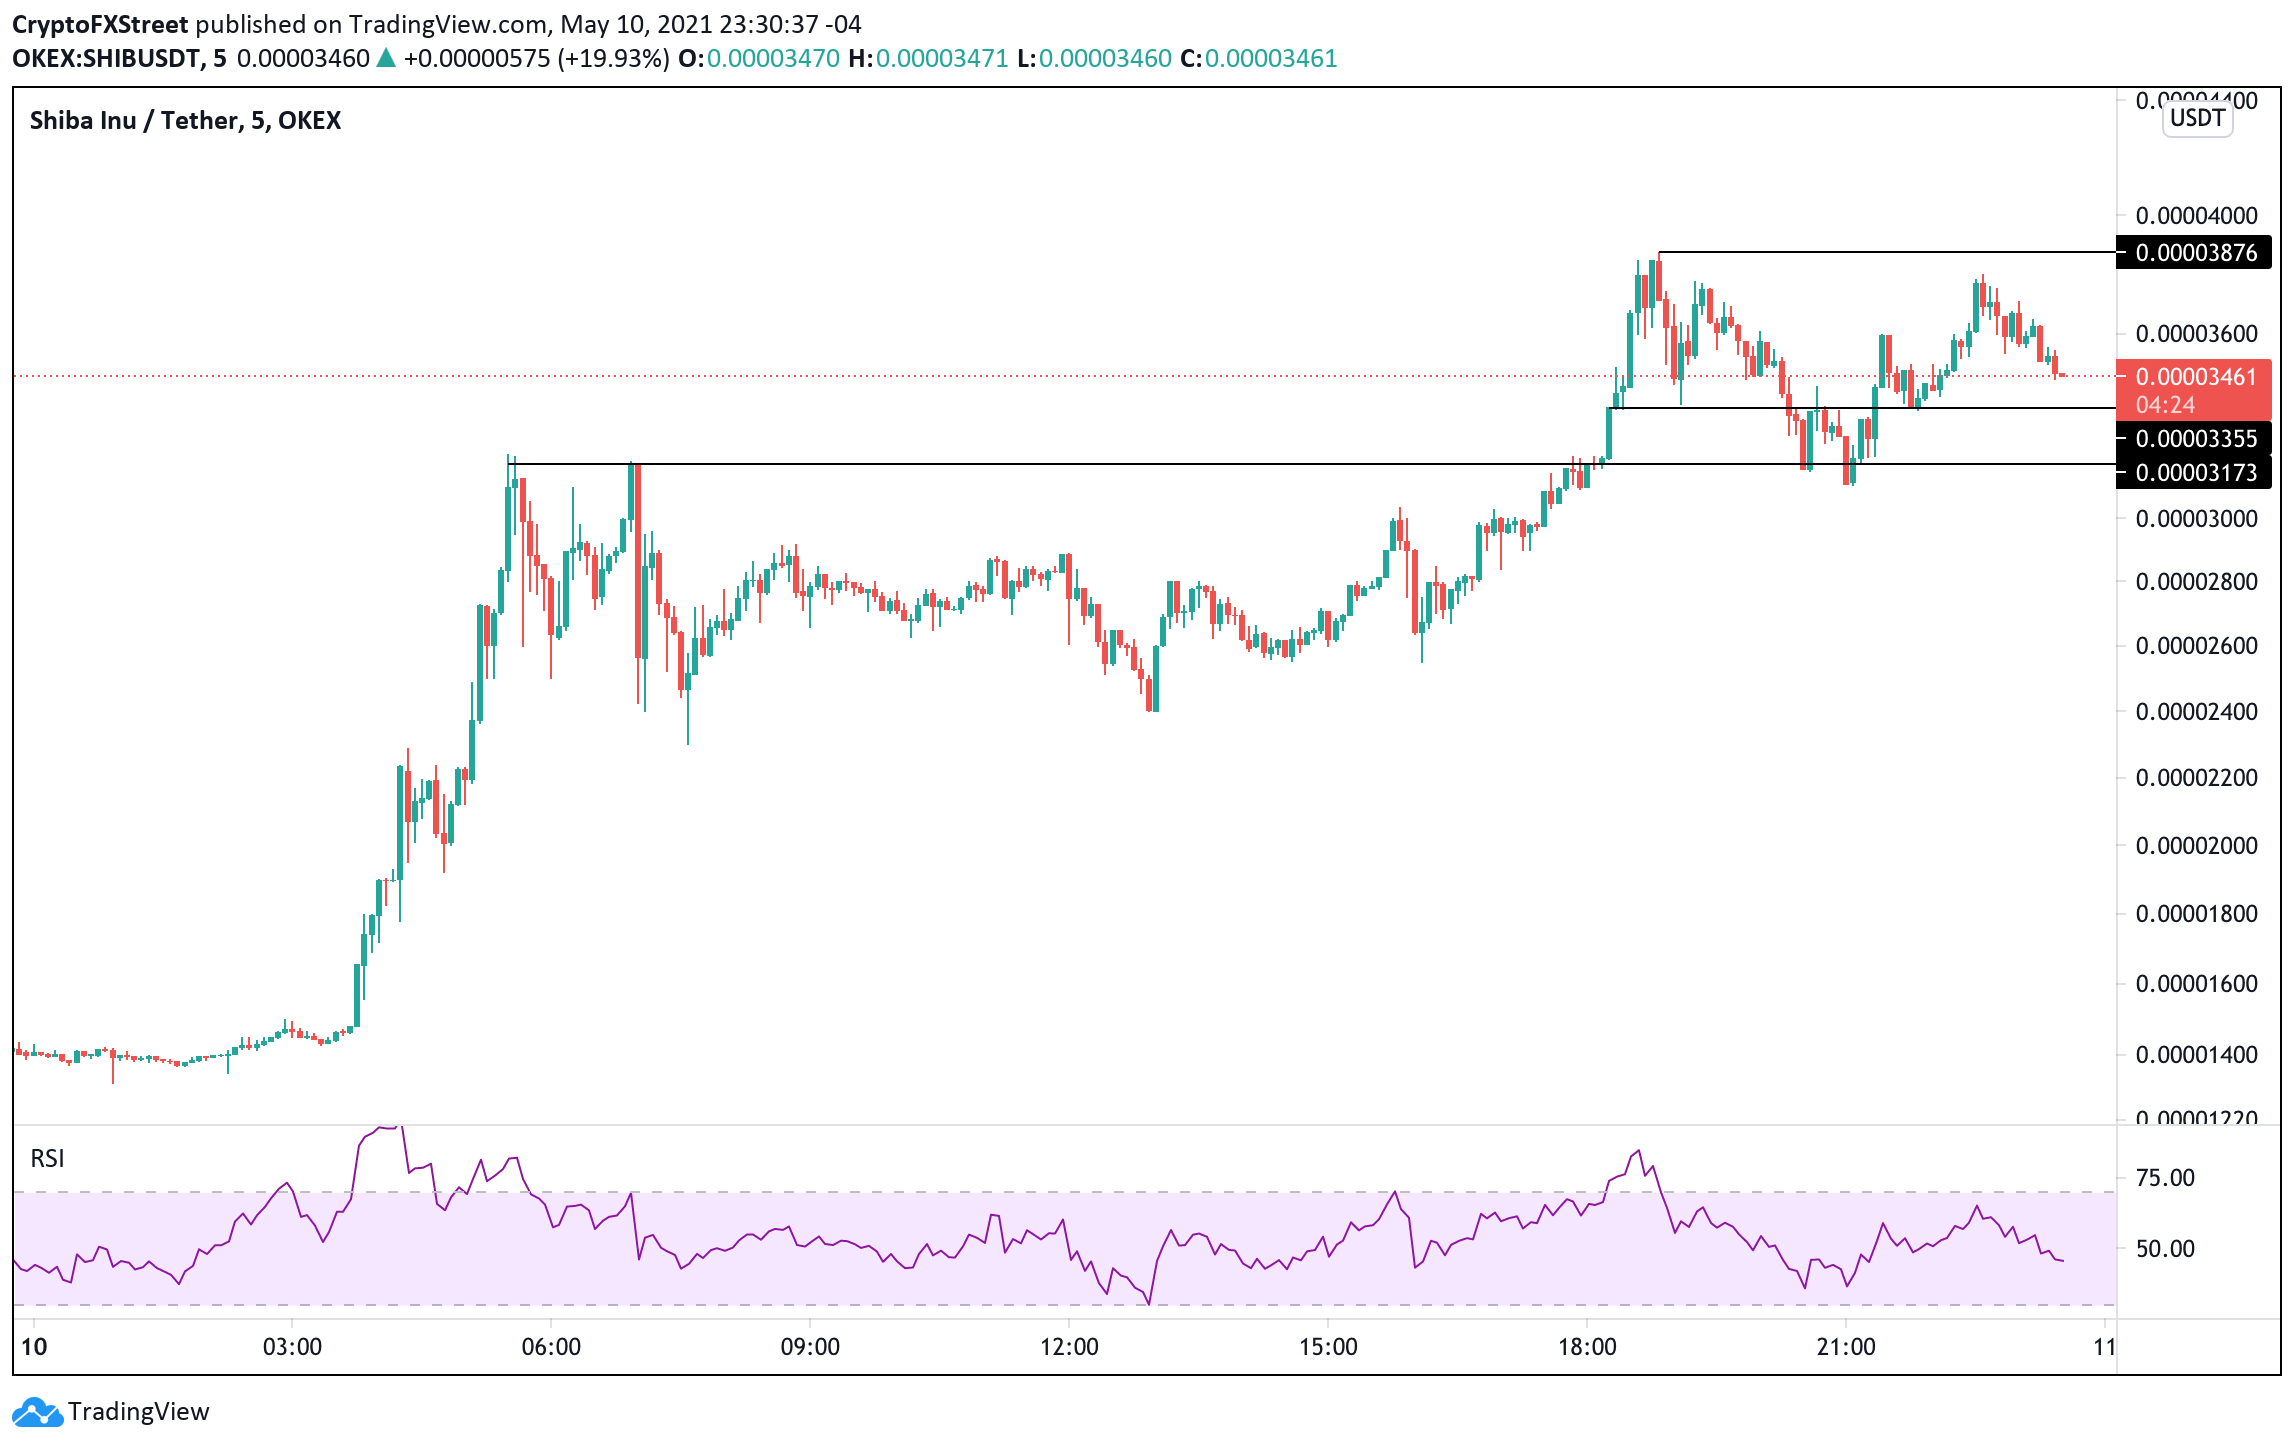 CryptoFXStreet published on TradingView.com, May 10, 2021 23:30:37 -04
OKEX:SHIBUSDT, 5 0.00003460 ▲ +0.00000575 (+19.93%) O:0.00003470 H:0.00003471 L:0.00003460 C:0.00003461
Shiba Inu / Tether, 5, OKEX
0.00004400
USDT
0.00004000
0.00003876
0.00003600
0.00003461
04:24
0.00003355
0.00003173
0.00003000
0.00002800
0.00002600
0.00002400
0.00002200
0.00002000
0.00001800
0.00001600
0.00001400
0.00001220
RSI
75.00
50.00
10 03:00 06:00 09:00 12:00 15:00 18:00 21:00 11
TradingView